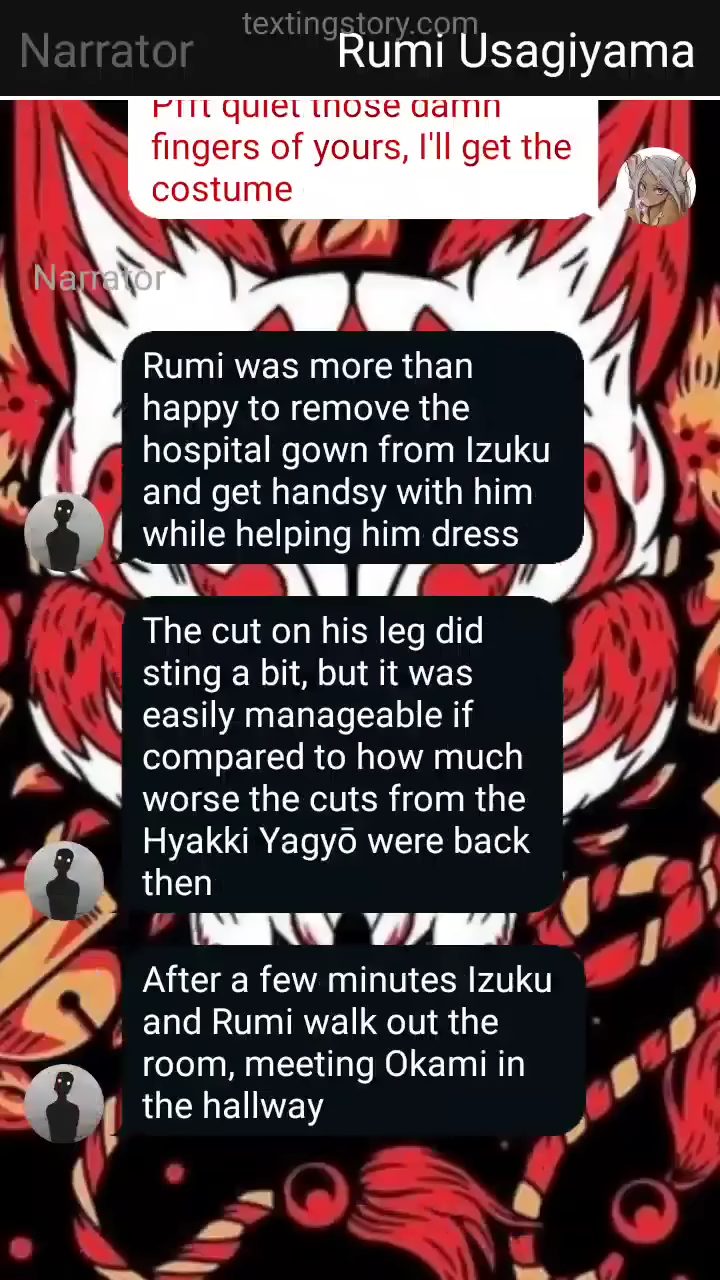 textingstory.com
Narrator
Rumi Usagiyama
Pfft quiet those damn
fingers of yours, I'll get the
costume
Narrator
Rumi was more than
happy to remove the
hospital gown from Izuku
and get handsy with him
while helping him dress
The cut on his leg did
sting a bit, but it was
easily manageable if
compared to how much
worse the cuts from the
Hyakki Yagyō were back
then
After a few minutes Izuku
and Rumi walk out the
room, meeting Okami in
the hallway